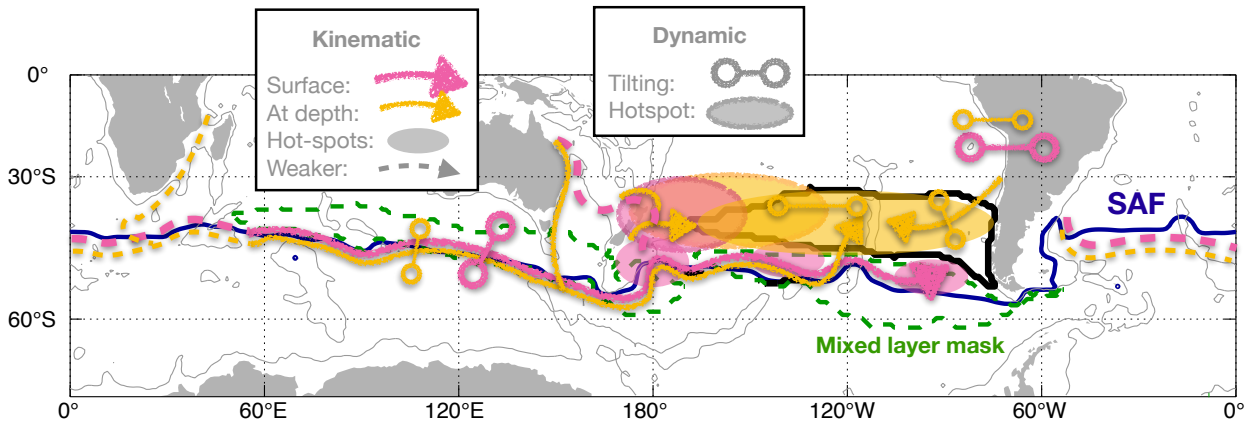 Kinematic
Surface:
At depth:
Hot-spots:
Weaker:
Dynamic
Tilting:
Hotspot:
0°
30°S
60°S
SAF
Mixed layer mask
0°
60°E
120°E
180°
120°W
60°W
0°